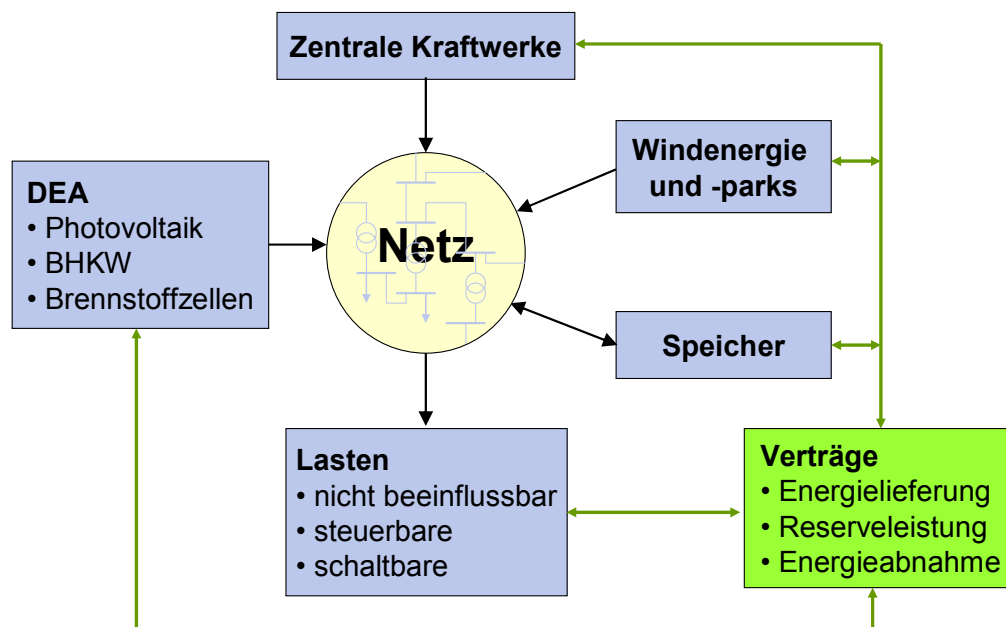 Zentrale Kraftwerke
Windenergie
und -parks
DEA
• Photovoltaik
• BHKW
• Brennstoffzellen
Netz
Speicher
Lasten
• nicht beeinflussbar
• steuerbare
• schaltbare
Verträge
• Energielieferung
• Reserveleistung
• Energieabnahme